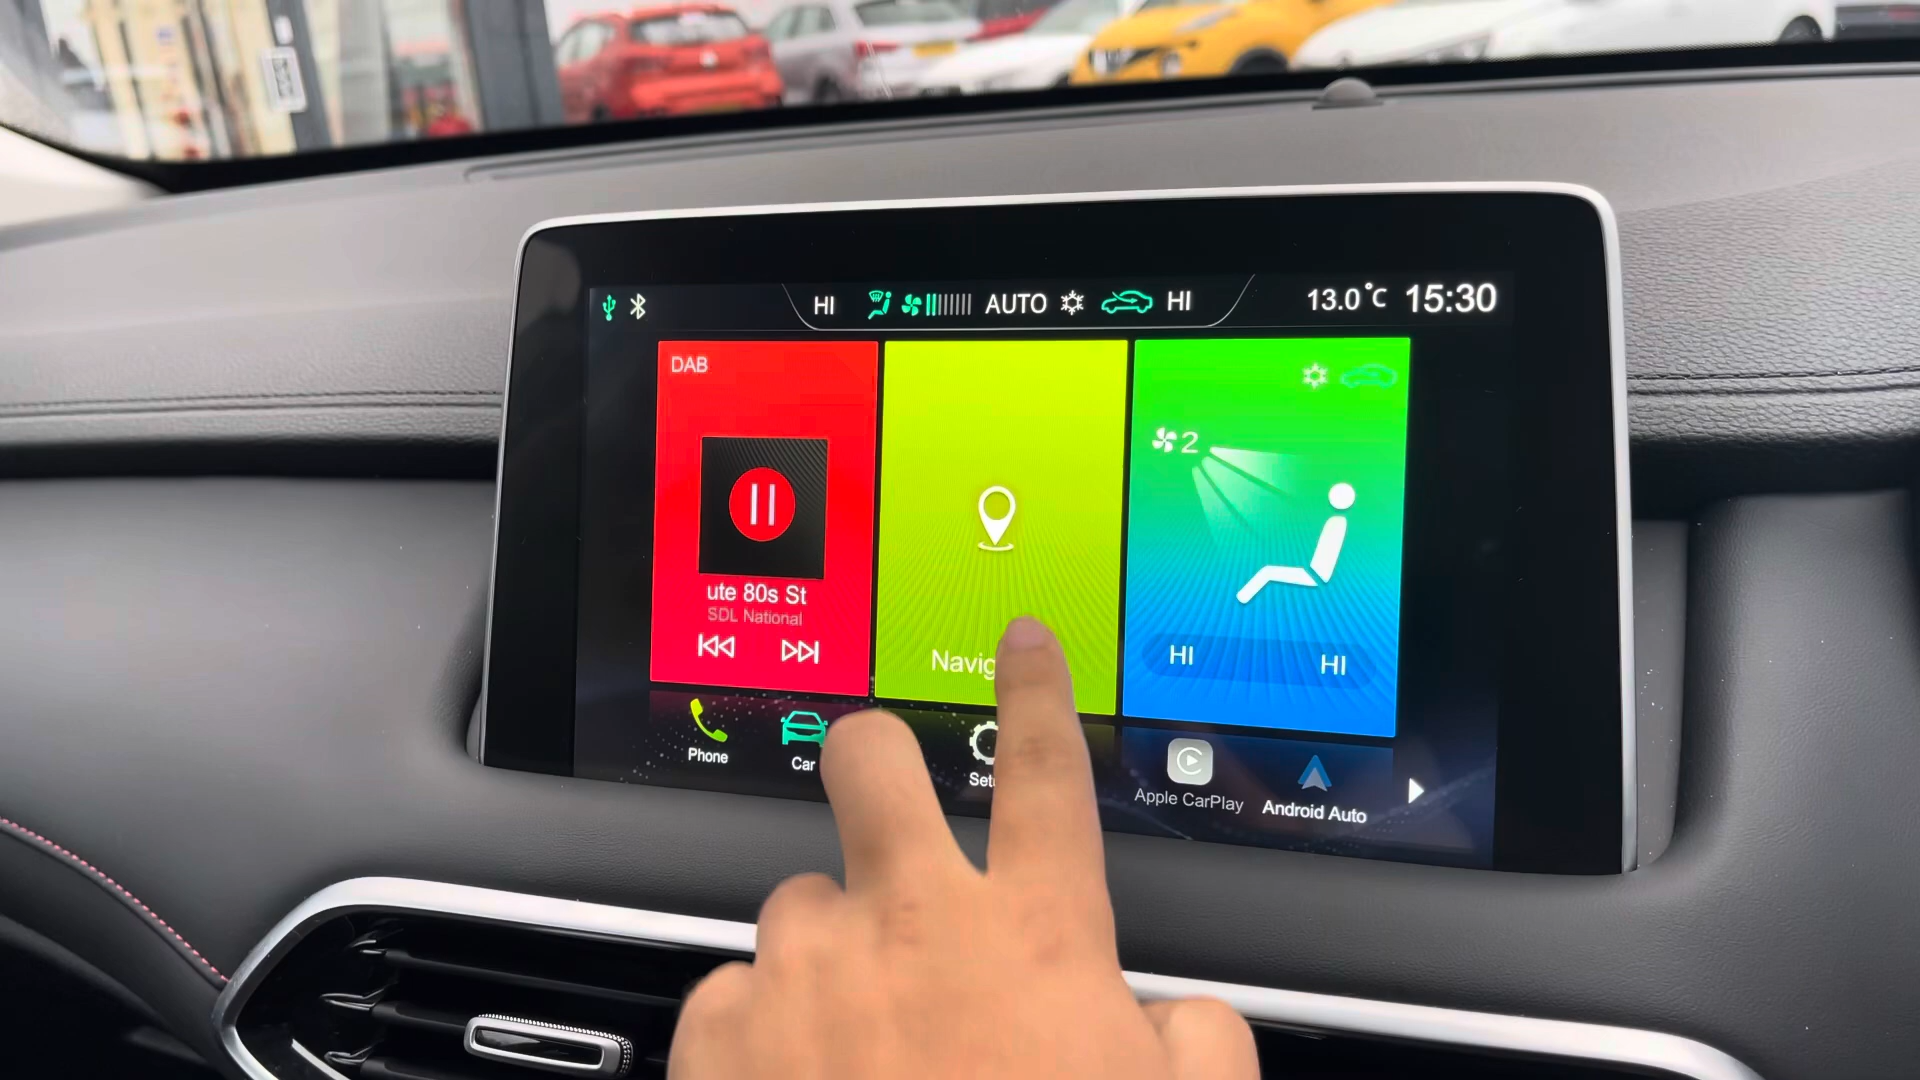 HI AUTO HI 13.0°C 15:30
DAB
2
ute 80s St
SDL National
Navig
HI HI
Phone
Car
Apple CarPlay
Android Auto